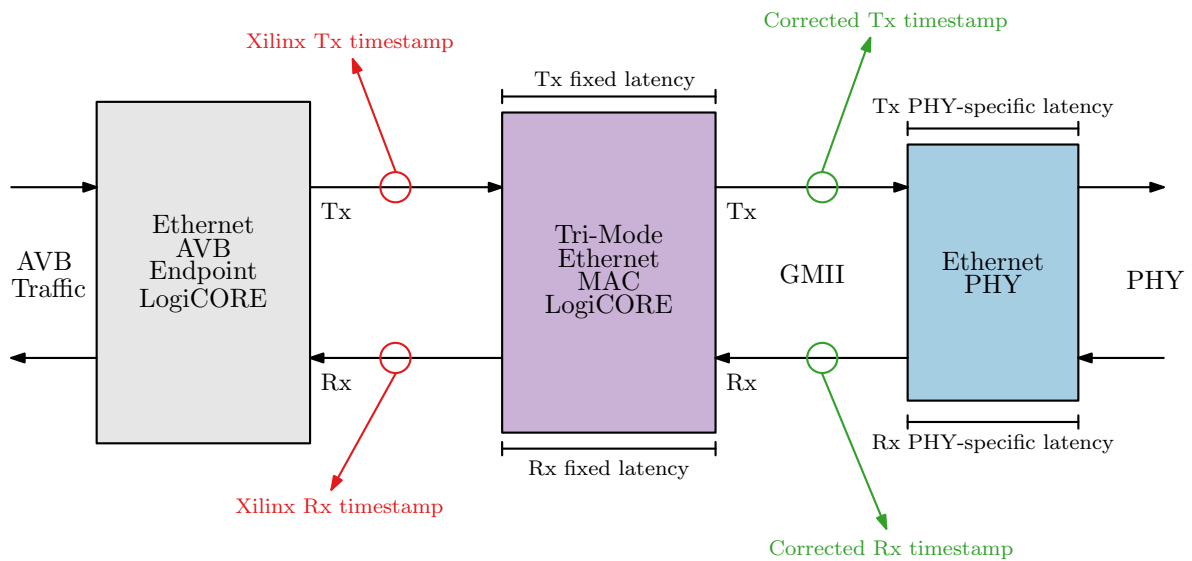 Corrected Tx timestamp
Xilinx Tx timestamp
Tx fixed latency
Tx PHY-specific latency
Tx
Tx
Ethernet
AVB
Endpoint
LogiCORE
Tri-Mode
Ethernet
MAC
LogiCORE
AVB
Traffic
GMII
Ethernet
PHY
PHY
Rx
Rx
Rx PHY-specific latency
Rx fixed latency
Xilinx Rx timestamp
Corrected Rx timestamp